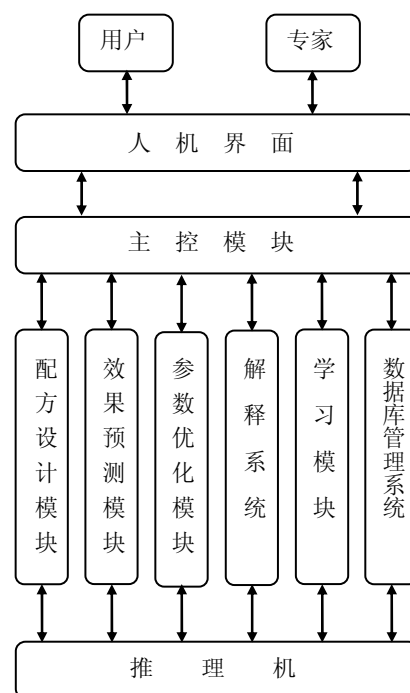 用户
专家
人机界面
主控模块
配方设计模块
效果预测模块
参数优化模块
解释系统
学习模块
数据库管理系统
推理机